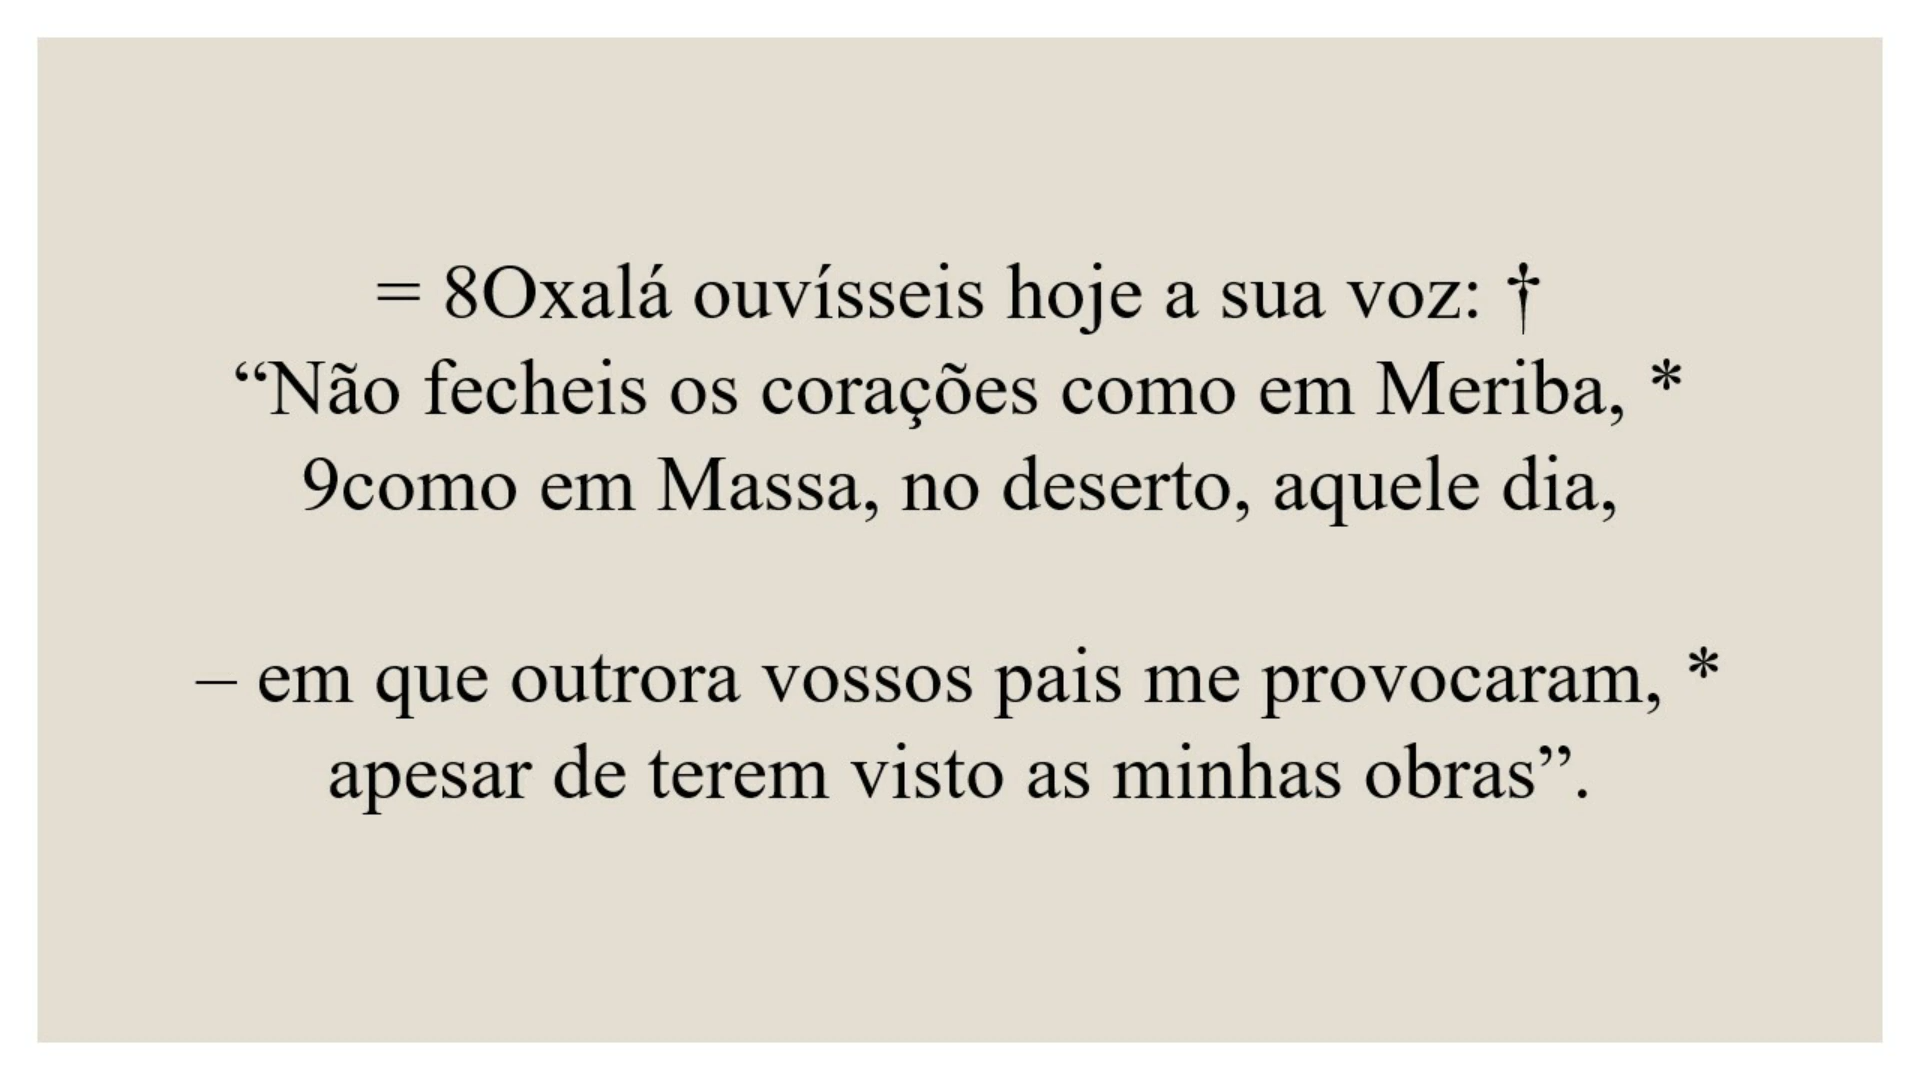 = 8Oxalá ouvísseis hoje a sua voz: †
“Não fecheis os corações como em Meriba, *
9como em Massa, no deserto, aquele dia,
– em que outrora vossos pais me provocaram, *
apesar de terem visto as minhas obras”.